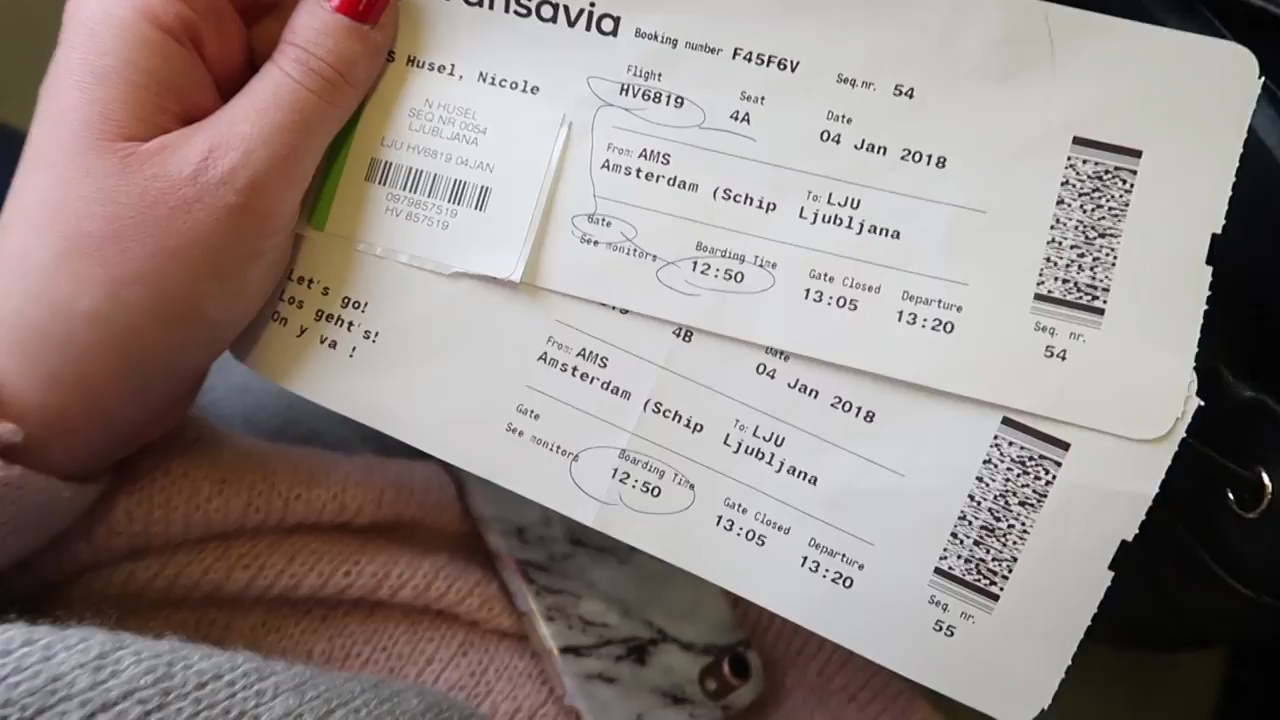 ansavia
Booking number F45F6V
Seq. nr. 54
S Husel, Nicole
Flight
HV6819
Seat
4A
Date
04 Jan 2018
N HUSEL
SEQ NR 0054
LJUBLJANA
LJU HV6819 04JAN
0979857519
HV 857519
From: AMS
Amsterdam (Schip
To: LJU
Ljubljana
Gate
See monitors
Boarding Time
12:50
Gate Closed
13:05
Departure
13:20
Seq. nr.
54
Let's go!
Los geht's!
On y va !
4B
Date
04 Jan 2018
From: AMS
Amsterdam (Schip
To: LJU
Ljubljana
Gate
See monitors
Boarding Time
12:50
Gate Closed
13:05
Departure
13:20
Seq. nr.
55